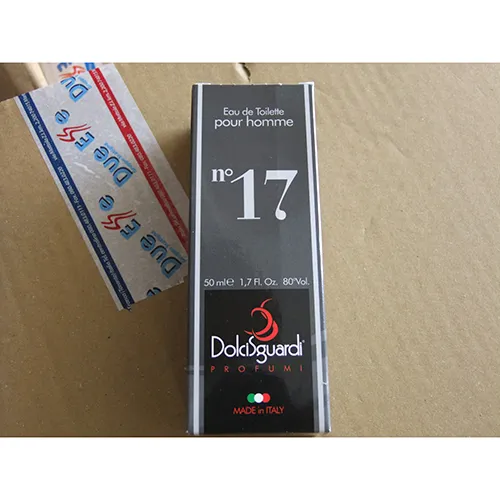 Eau de Toilette
pour homme
nº 17
50 ml℮ 1,7 Fl. Oz. 80°Vol.
DolciSguardi
PROFUMI
MADE in ITALY
Due Esse
Due Esse